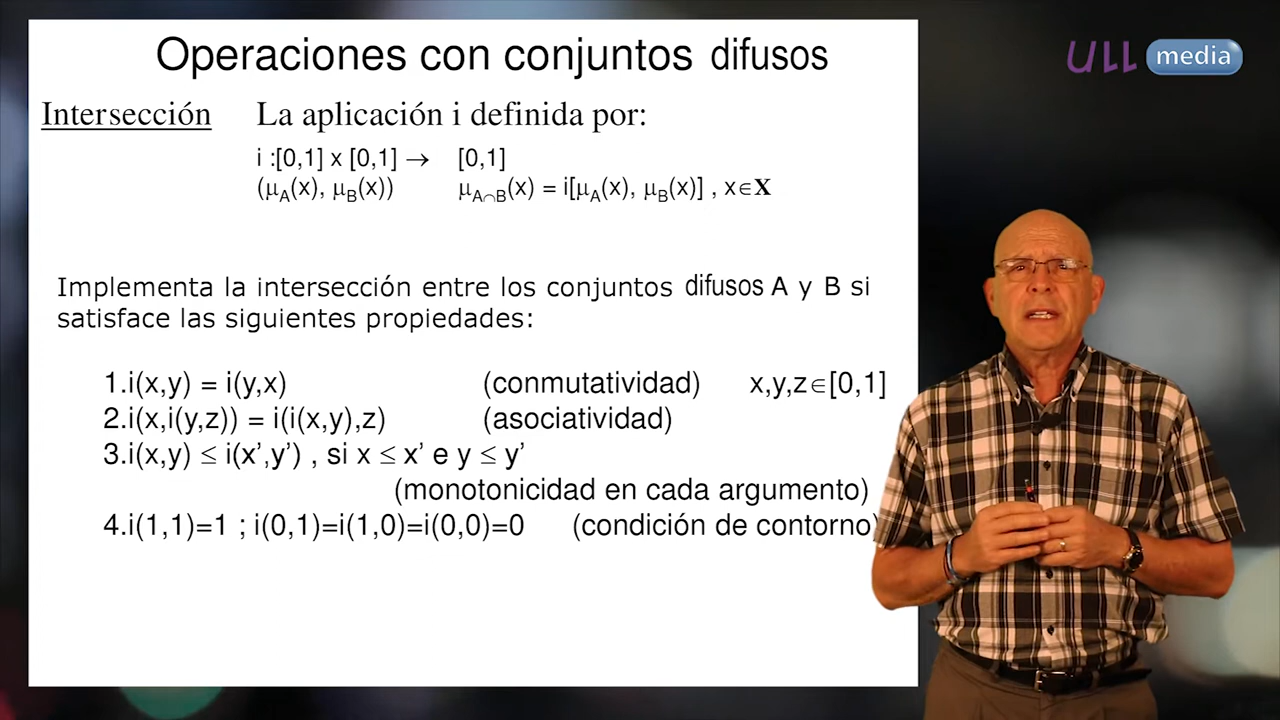 Operaciones con conjuntos difusos
ULL media
Intersección La aplicación i definida por:
i :[0,1] x [0,1] → [0,1]
(μA(x), μB(x)) μA∩B(x) = i[μA(x), μB(x)] , x∈X
Implementa la intersección entre los conjuntos difusos A y B si
satisface las siguientes propiedades:
1.i(x,y) = i(y,x) (conmutatividad) x,y,z∈[0,1]
2.i(x,i(y,z)) = i(i(x,y),z) (asociatividad)
3.i(x,y) ≤ i(x’,y’) , si x ≤ x’ e y ≤ y’
(monotonicidad en cada argumento)
4.i(1,1)=1 ; i(0,1)=i(1,0)=i(0,0)=0 (condición de contorno)